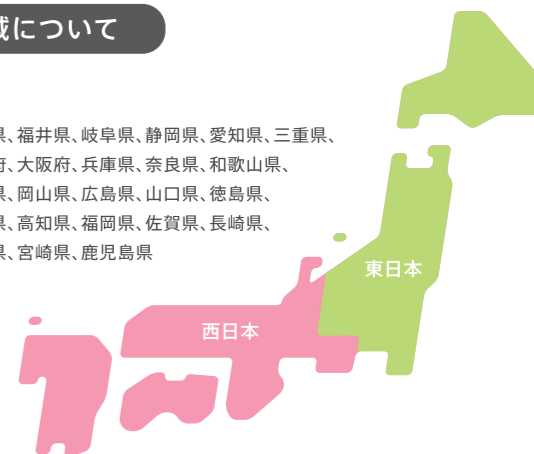 域について
県、福井県、岐阜県、静岡県、愛知県、三重県、
府、大阪府、兵庫県、奈良県、和歌山県、
県、岡山県、広島県、山口県、徳島県、
県、高知県、福岡県、佐賀県、長崎県、
県、宮崎県、鹿児島県
東日本
西日本